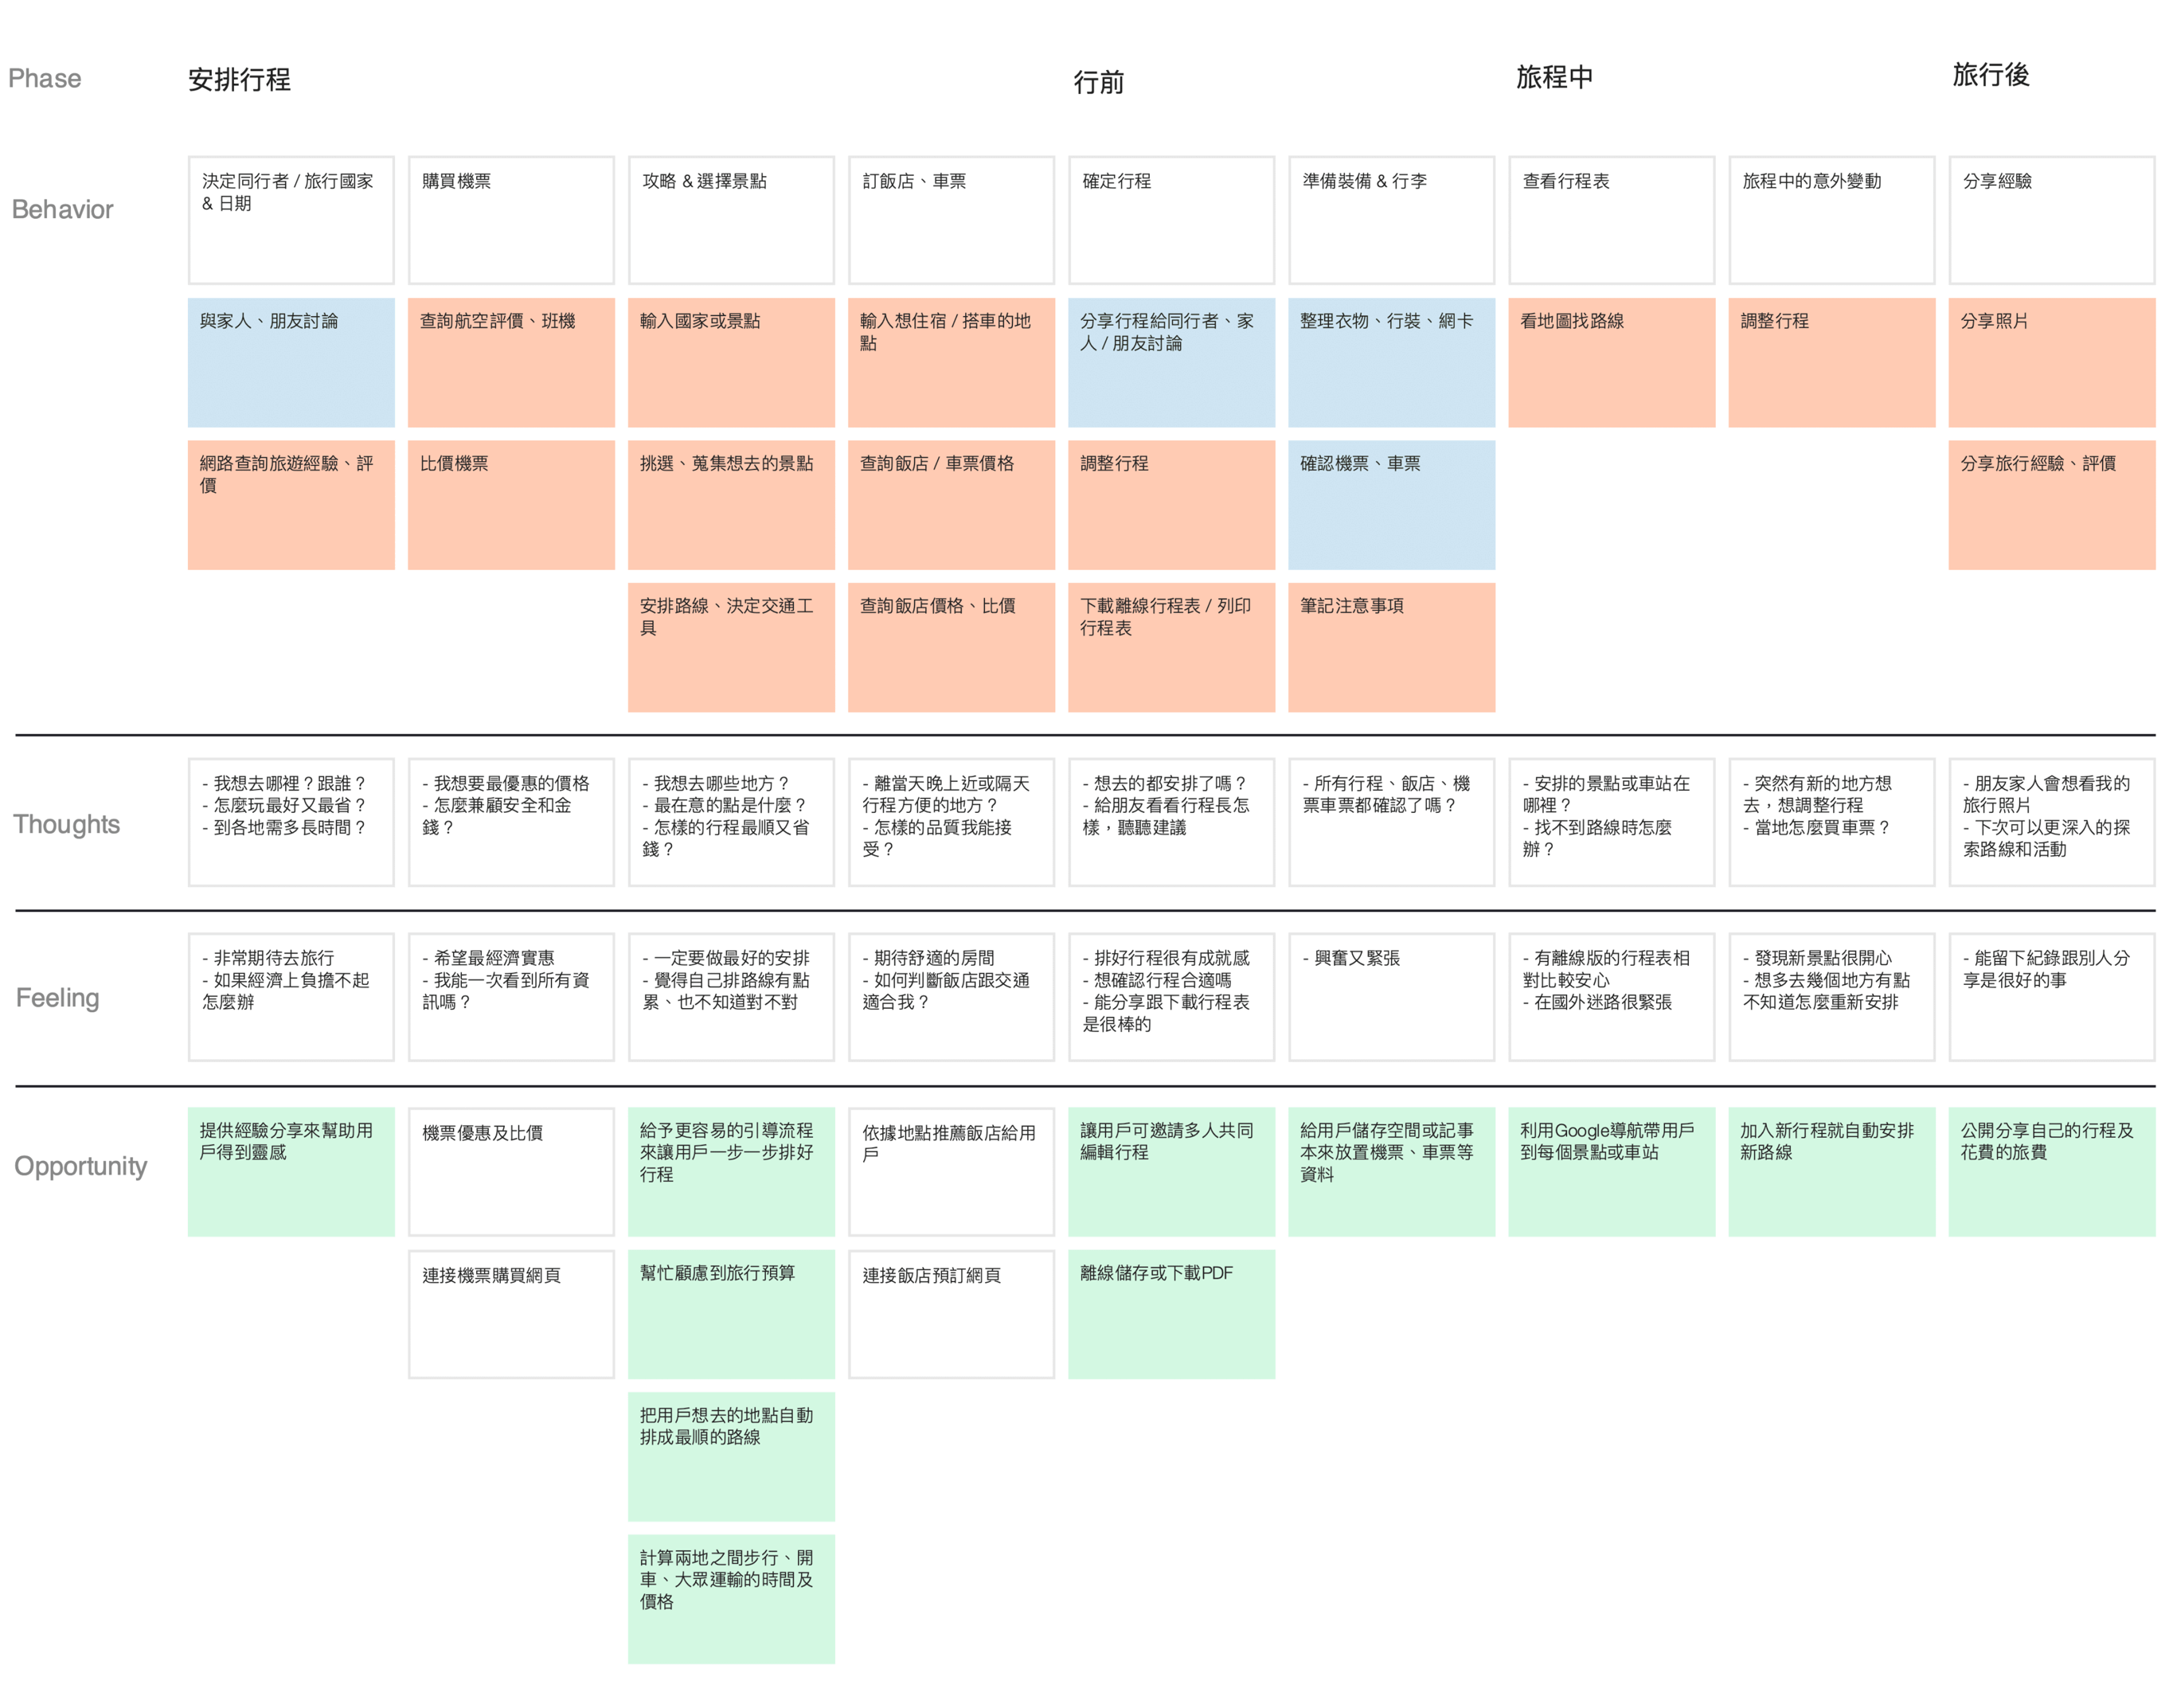 Phase
安排行程
行前
旅程中
旅行後
Behavior
決定同行者 / 旅行國家
& 日期
購買機票
攻略 & 選擇景點
訂飯店、車票
確定行程
準備裝備 & 行李
查看行程表
旅程中的意外變動
分享經驗
與家人、朋友討論
查詢航空評價、班機
輸入國家或景點
輸入想住宿 / 搭車的地
點
分享行程給同行者、家
人 / 朋友討論
整理衣物、行裝、網卡
看地圖找路線
調整行程
分享照片
網路查詢旅遊經驗、評
價
比價機票
挑選、蒐集想去的景點
查詢飯店 / 車票價格
調整行程
確認機票、車票
分享旅行經驗、評價
安排路線、決定交通工
具
查詢飯店價格、比價
下載離線行程表 / 列印
行程表
筆記注意事項
Thoughts
- 我想去哪裡？跟誰？
- 怎麼玩最好又最省？
- 到各地需多長時間？
- 我想要最優惠的價格
- 怎麼兼顧安全和金
錢？
- 我想去哪些地方？
- 最在意的點是什麼？
- 怎樣的行程最順又省
錢？
- 離當天晚上近或隔天
行程方便的地方？
- 怎樣的品質我能接
受？
- 想去的都安排了嗎？
- 給朋友看看行程長怎
樣，聽聽建議
- 所有行程、飯店、機
票車票都確認了嗎？
- 安排的景點或車站在
哪裡？
- 找不到路線時怎麼
辦？
- 突然有新的地方想
去，想調整行程
- 當地怎麼買車票？
- 朋友家人會想看我的
旅行照片
- 下次可以更深入的探
索路線和活動
Feeling
- 非常期待去旅行
- 如果經濟上負擔不起
怎麼辦
- 希望最經濟實惠
- 我能一次看到所有資
訊嗎？
- 一定要做最好的安排
- 覺得自己排路線有點
累、也不知道對不對
- 期待舒適的房間
- 如何判斷飯店跟交通
適合我？
- 排好行程很有成就感
- 想確認行程合適嗎
- 能分享跟下載行程表
是很棒的
- 興奮又緊張
- 有離線版的行程表相
對比較安心
- 在國外迷路很緊張
- 發現新景點很開心
- 想多去幾個地方有點
不知道怎麼重新安排
- 能留下紀錄跟別人分
享是很好的事
Opportunity
提供經驗分享來幫助用
戶得到靈感
機票優惠及比價
給予更容易的引導流程
來讓用戶一步一步排好
行程
依據地點推薦飯店給用
戶
讓用戶可邀請多人共同
編輯行程
給用戶儲存空間或記事
本來放置機票、車票等
資料
利用Google導航帶用戶
到每個景點或車站
加入新行程就自動安排
新路線
公開分享自己的行程及
花費的旅費
連接機票購買網頁
幫忙顧慮到旅行預算
連接飯店預訂網頁
離線儲存或下載PDF
把用戶想去的地點自動
排成最順的路線
計算兩地之間步行、開
車、大眾運輸的時間及
價格